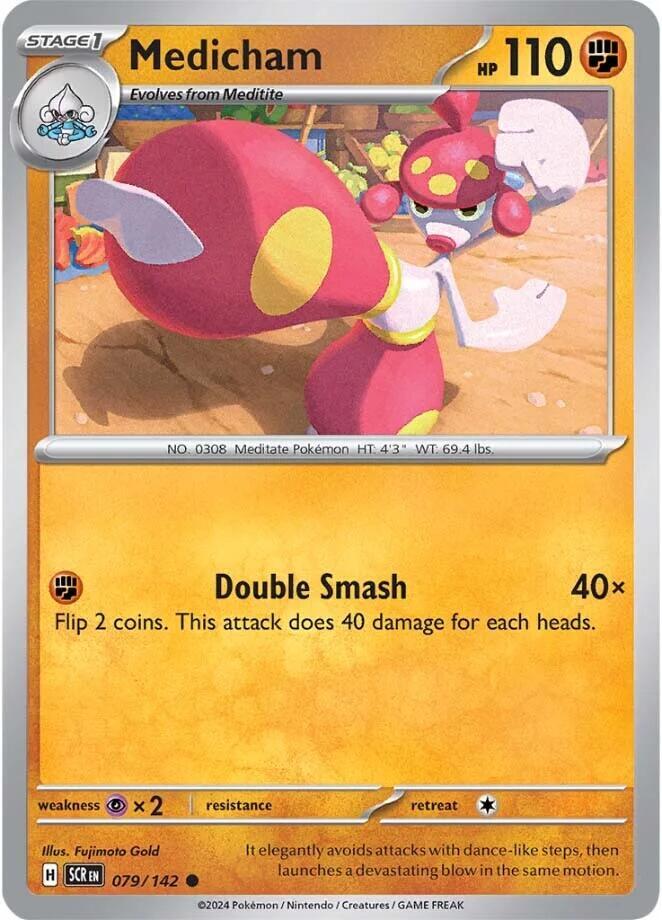 STAGE1
Medicham
HP 110
Evolves from Meditite
NO. 0308 Meditate Pokémon HT: 4'3" WT: 69.4 lbs.
Double Smash 40×
Flip 2 coins. This attack does 40 damage for each heads.
weakness ×2 resistance retreat
Illus. Fujimoto Gold
It elegantly avoids attacks with dance-like steps, then
launches a devastating blow in the same motion.
H SCR EN 079/142
©2024 Pokémon / Nintendo / Creatures / GAME FREAK